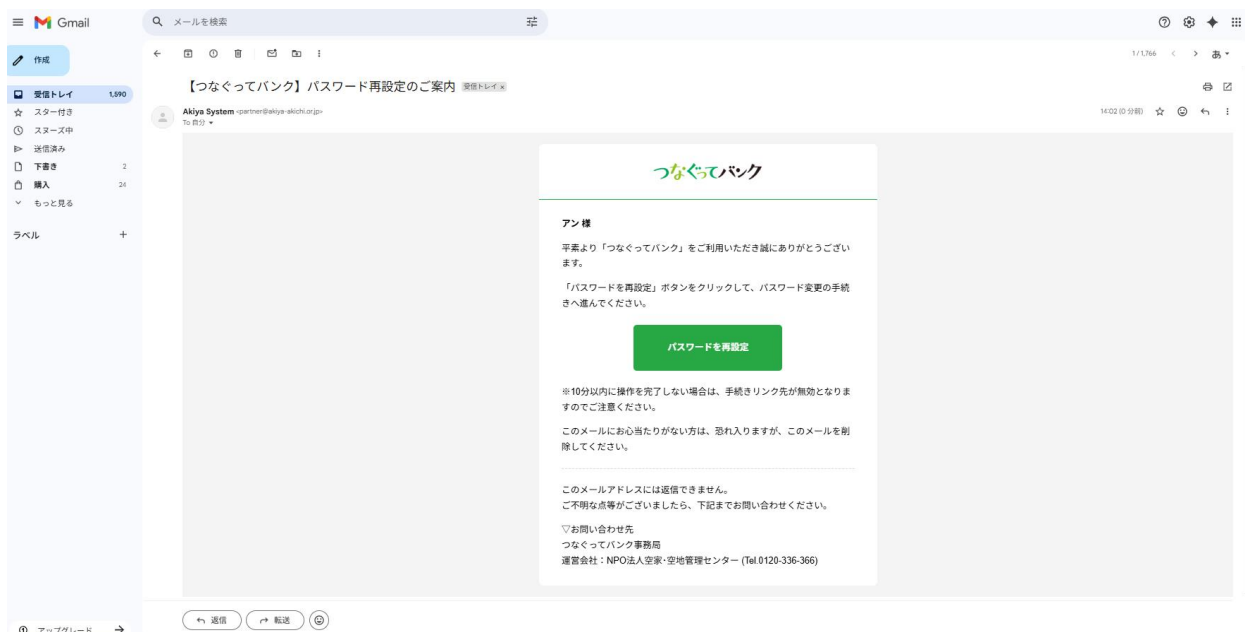 Gmail
メールを検索
作成
1/1,766
あ
受信トレイ 1,590
スター付き
スヌーズ中
送信済み
下書き 2
購入 24
もっと見る
ラベル
アップグレード
【つなぐってバンク】パスワード再設定のご案内 受信トレイ x
Akiya System <partner@akiya-akichi.or.jp>
To 自分
14:02 (0 分前)
つなぐってバンク
アン 様
平素より「つなぐってバンク」をご利用いただき誠にありがとうござい
ます。
「パスワードを再設定」ボタンをクリックして、パスワード変更の手続
きへ進んでください。
パスワードを再設定
※10分以内に操作を完了しない場合は、手続きリンク先が無効となりま
すのでご注意ください。
このメールにお心当たりがない方は、恐れ入りますが、このメールを削
除してください。
このメールアドレスには返信できません。
ご不明な点等がございましたら、下記までお問い合わせください。
▽お問い合わせ先
つなぐってバンク事務局
運営会社：NPO法人空家・空地管理センター (Tel.0120-336-366)
返信
転送